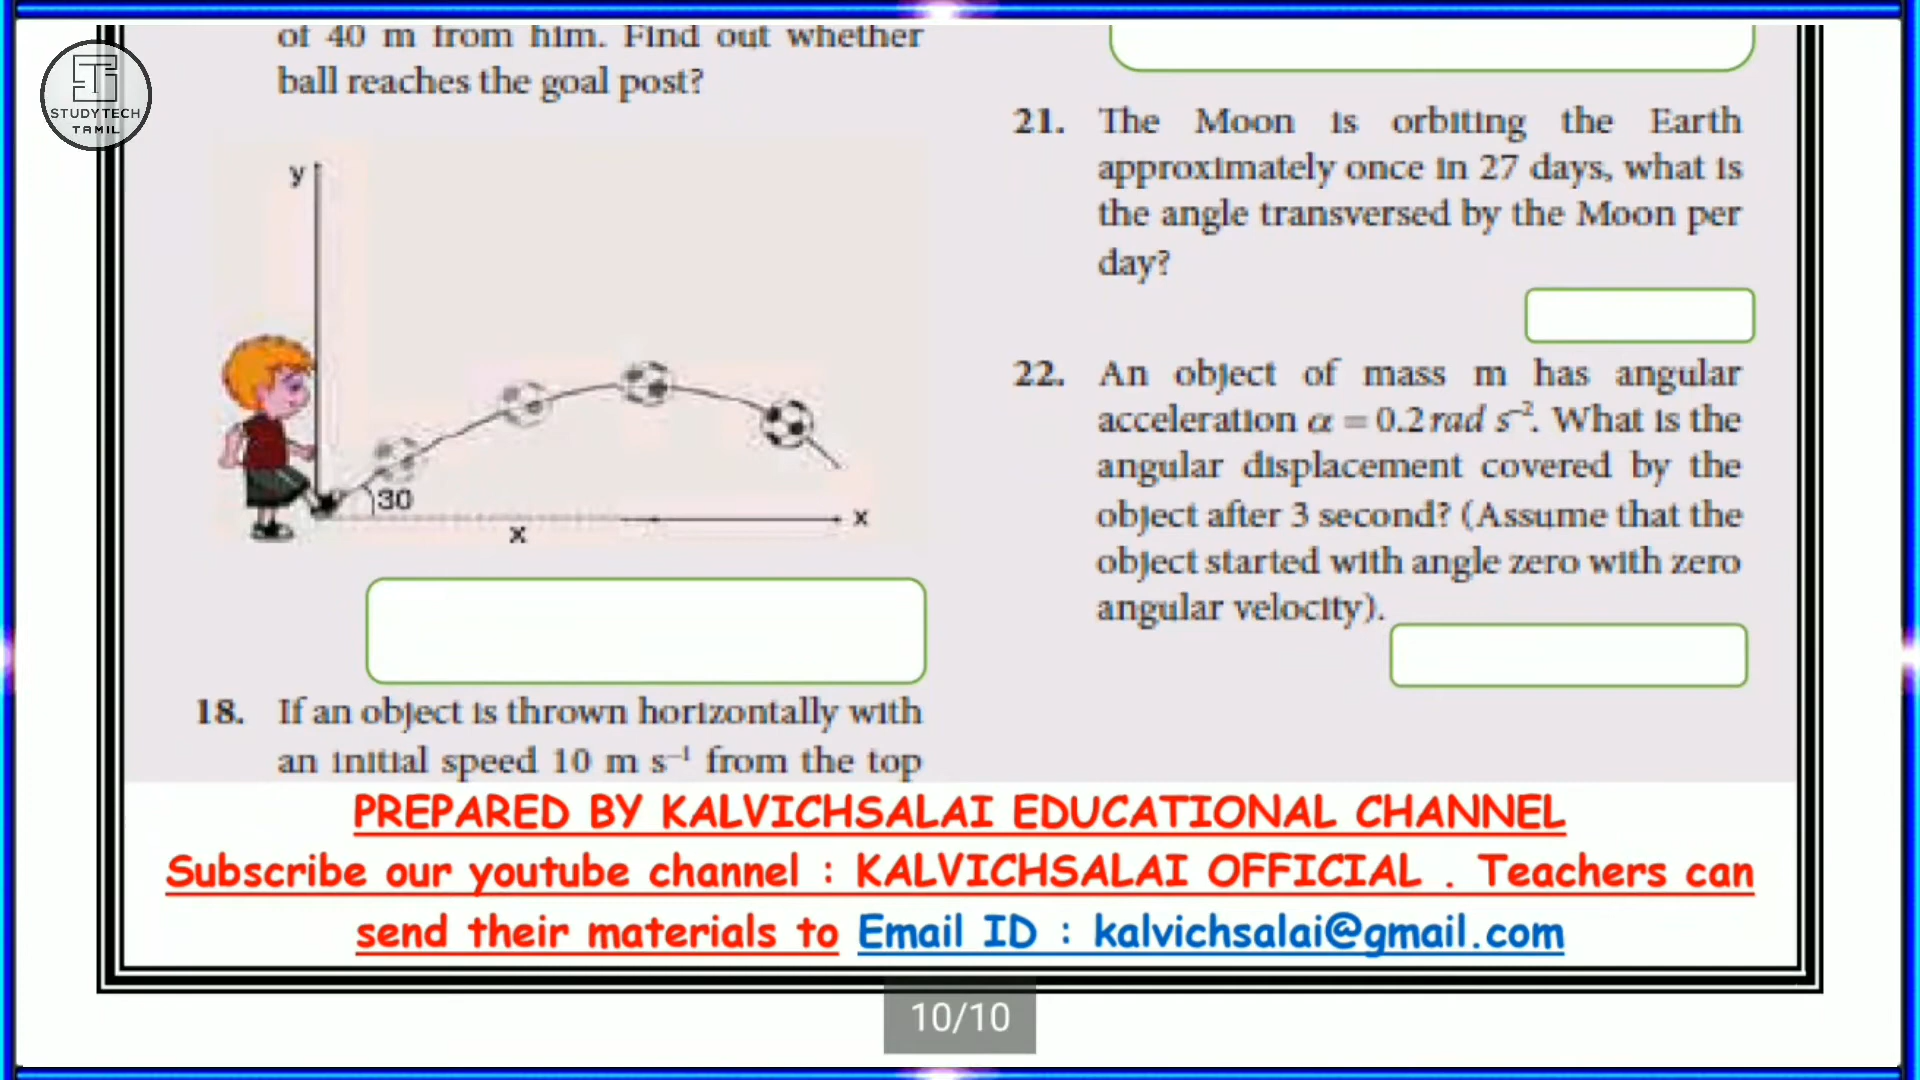 STUDYTECH
TAMIL
of 40 m from him. Find out whether
ball reaches the goal post?
y
30
x
x
18. If an object is thrown horizontally with
an initial speed 10 m s⁻¹ from the top
21. The Moon is orbiting the Earth
approximately once in 27 days, what is
the angle transversed by the Moon per
day?
22. An object of mass m has angular
acceleration α = 0.2 rad s⁻². What is the
angular displacement covered by the
object after 3 second? (Assume that the
object started with angle zero with zero
angular velocity).
PREPARED BY KALVICHSALAI EDUCATIONAL CHANNEL
Subscribe our youtube channel : KALVICHSALAI OFFICIAL . Teachers can
send their materials to Email ID : kalvichsalai@gmail.com
10/10